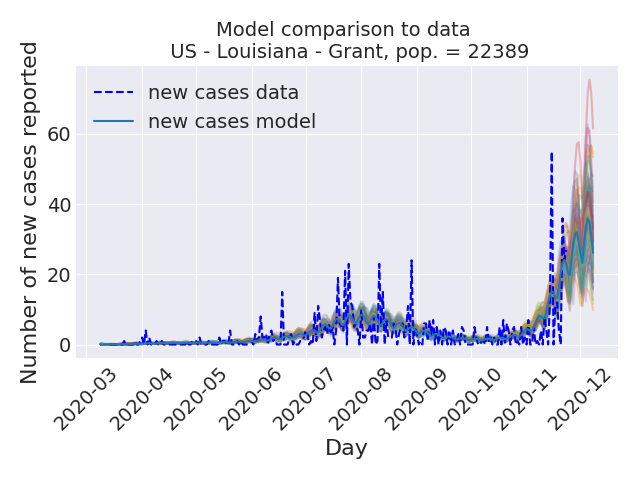 Model comparison to data
US - Louisiana - Grant, pop. = 22389
Number of new cases reported
new cases data
new cases model
60
40
20
0
2020-03
2020-04
2020-05
2020-06
2020-07
2020-08
2020-09
2020-10
2020-11
2020-12
Day